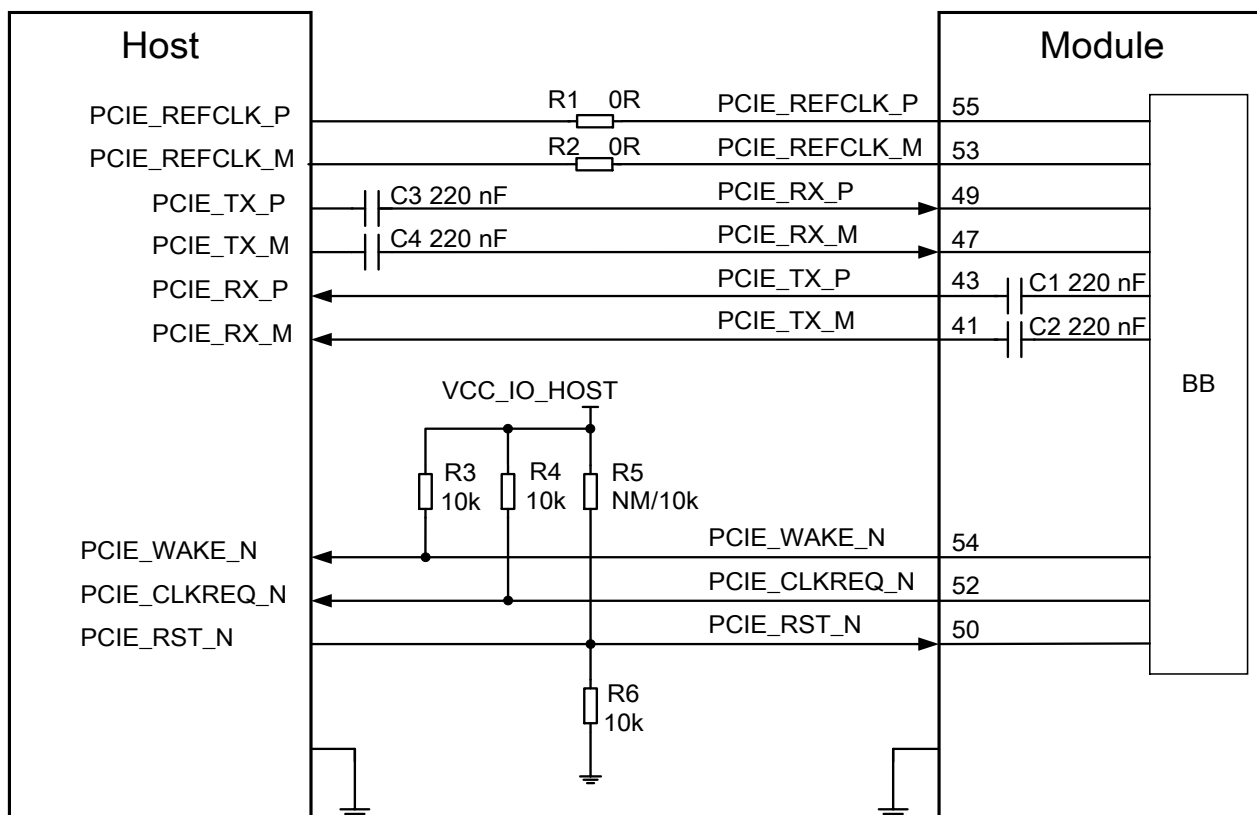 Host
Module
PCIE_REFCLK_P
R1 0R
PCIE_REFCLK_P
55
PCIE_REFCLK_M
R2 0R
PCIE_REFCLK_M
53
PCIE_TX_P
C3 220 nF
PCIE_RX_P
49
PCIE_TX_M
C4 220 nF
PCIE_RX_M
47
PCIE_RX_P
PCIE_TX_P
43
C1 220 nF
PCIE_RX_M
PCIE_TX_M
41
C2 220 nF
BB
VCC_IO_HOST
R3
10k
R4
10k
R5
NM/10k
PCIE_WAKE_N
PCIE_WAKE_N
54
PCIE_CLKREQ_N
PCIE_CLKREQ_N
52
PCIE_RST_N
PCIE_RST_N
50
R6
10k